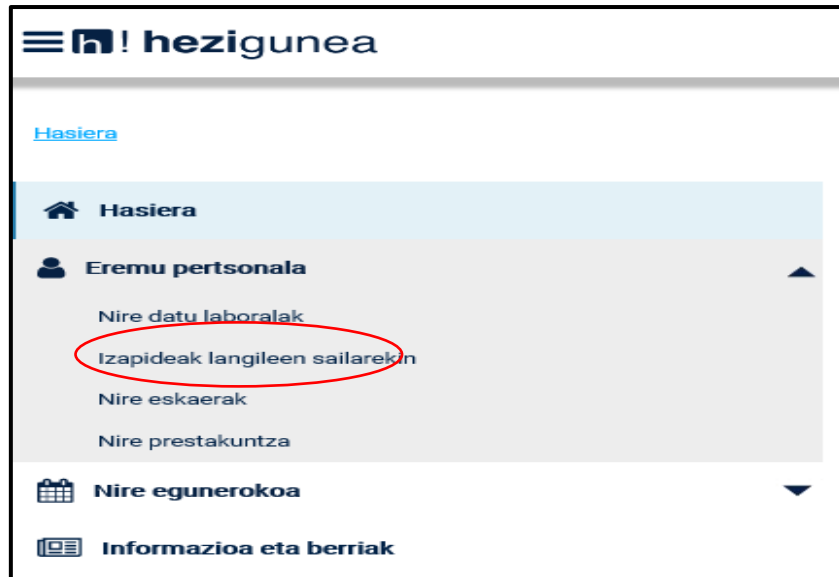 h! hezigunea
Hasiera
Hasiera
Eremu pertsonala
Nire datu laboralak
Izapideak langileen sailarekin
Nire eskaerak
Nire prestakuntza
Nire egunerokoa
Informazioa eta berriak